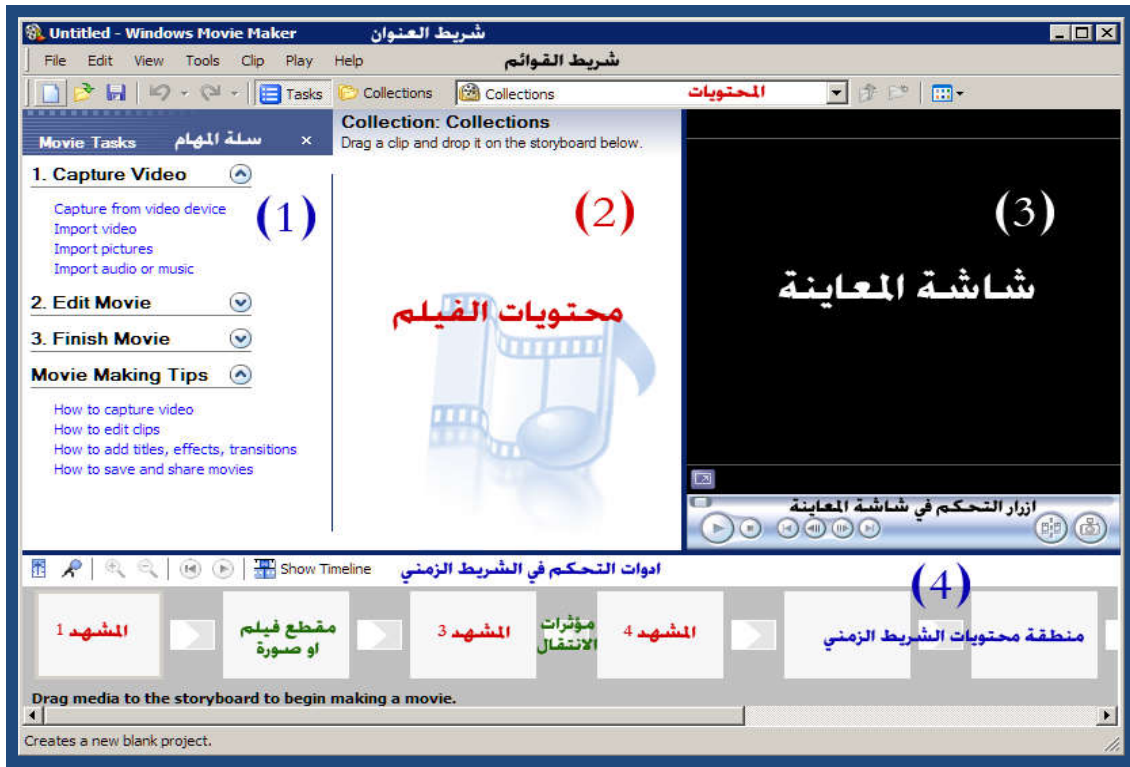 Untitled - Windows Movie Maker شريط العنوان
File Edit View Tools Clip Play Help شريط القوائم
Tasks Collections Collections المحتويات
Movie Tasks سلة المهام
Collection: Collections
Drag a clip and drop it on the storyboard below.
1. Capture Video
Capture from video device
Import video
Import pictures
Import audio or music
(1)
2. Edit Movie
3. Finish Movie
Movie Making Tips
How to capture video
How to edit clips
How to add titles, effects, transitions
How to save and share movies
(2)
محتويات الفيلم
(3)
شاشة المعاينة
ازرار التحكم في شاشة المعاينة
Show Timeline ادوات التحكم في الشريط الزمني
(4)
المشهد 1
مقطع فيلم
او صورة
المشهد 3
مؤثرات
الانتقال
المشهد 4
منطقة محتويات الشريط الزمني
Drag media to the storyboard to begin making a movie.
Creates a new blank project.